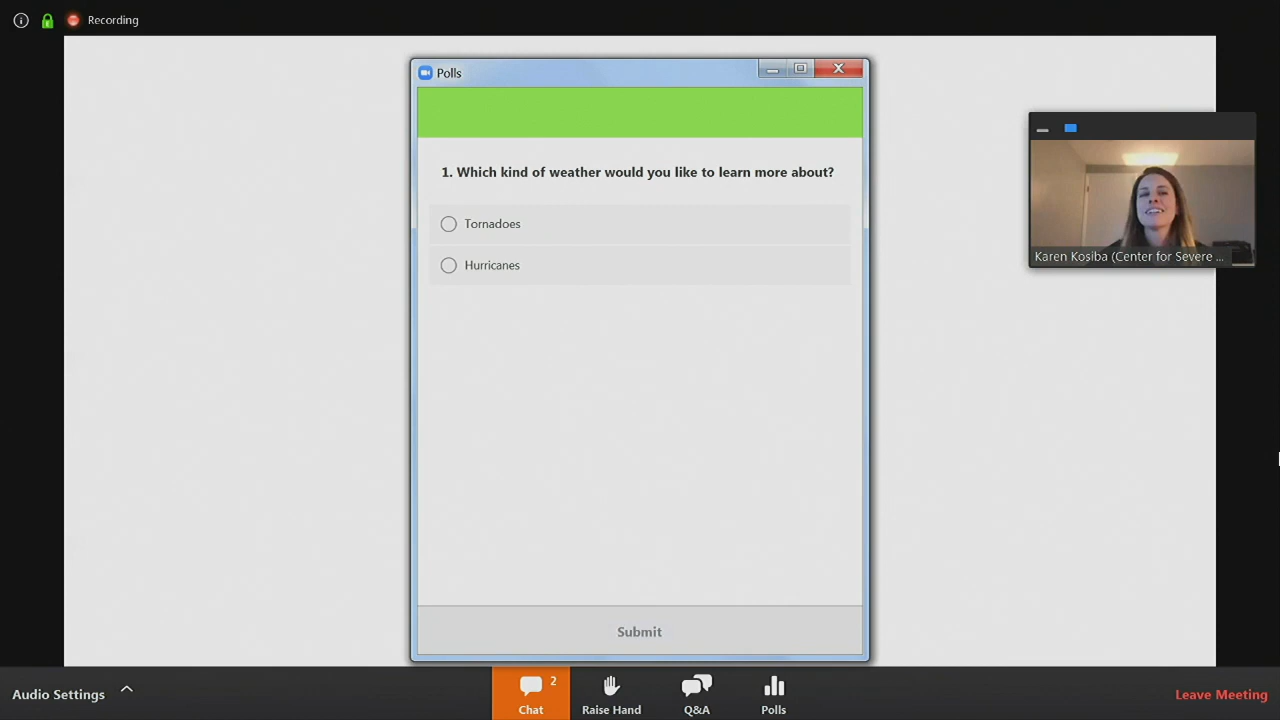 Recording
Polls
1. Which kind of weather would you like to learn more about?
Tornadoes
Hurricanes
Karen Kosiba (Center for Severe ...
Submit
Audio Settings
2
Chat
Raise Hand
Q&A
Polls
Leave Meeting